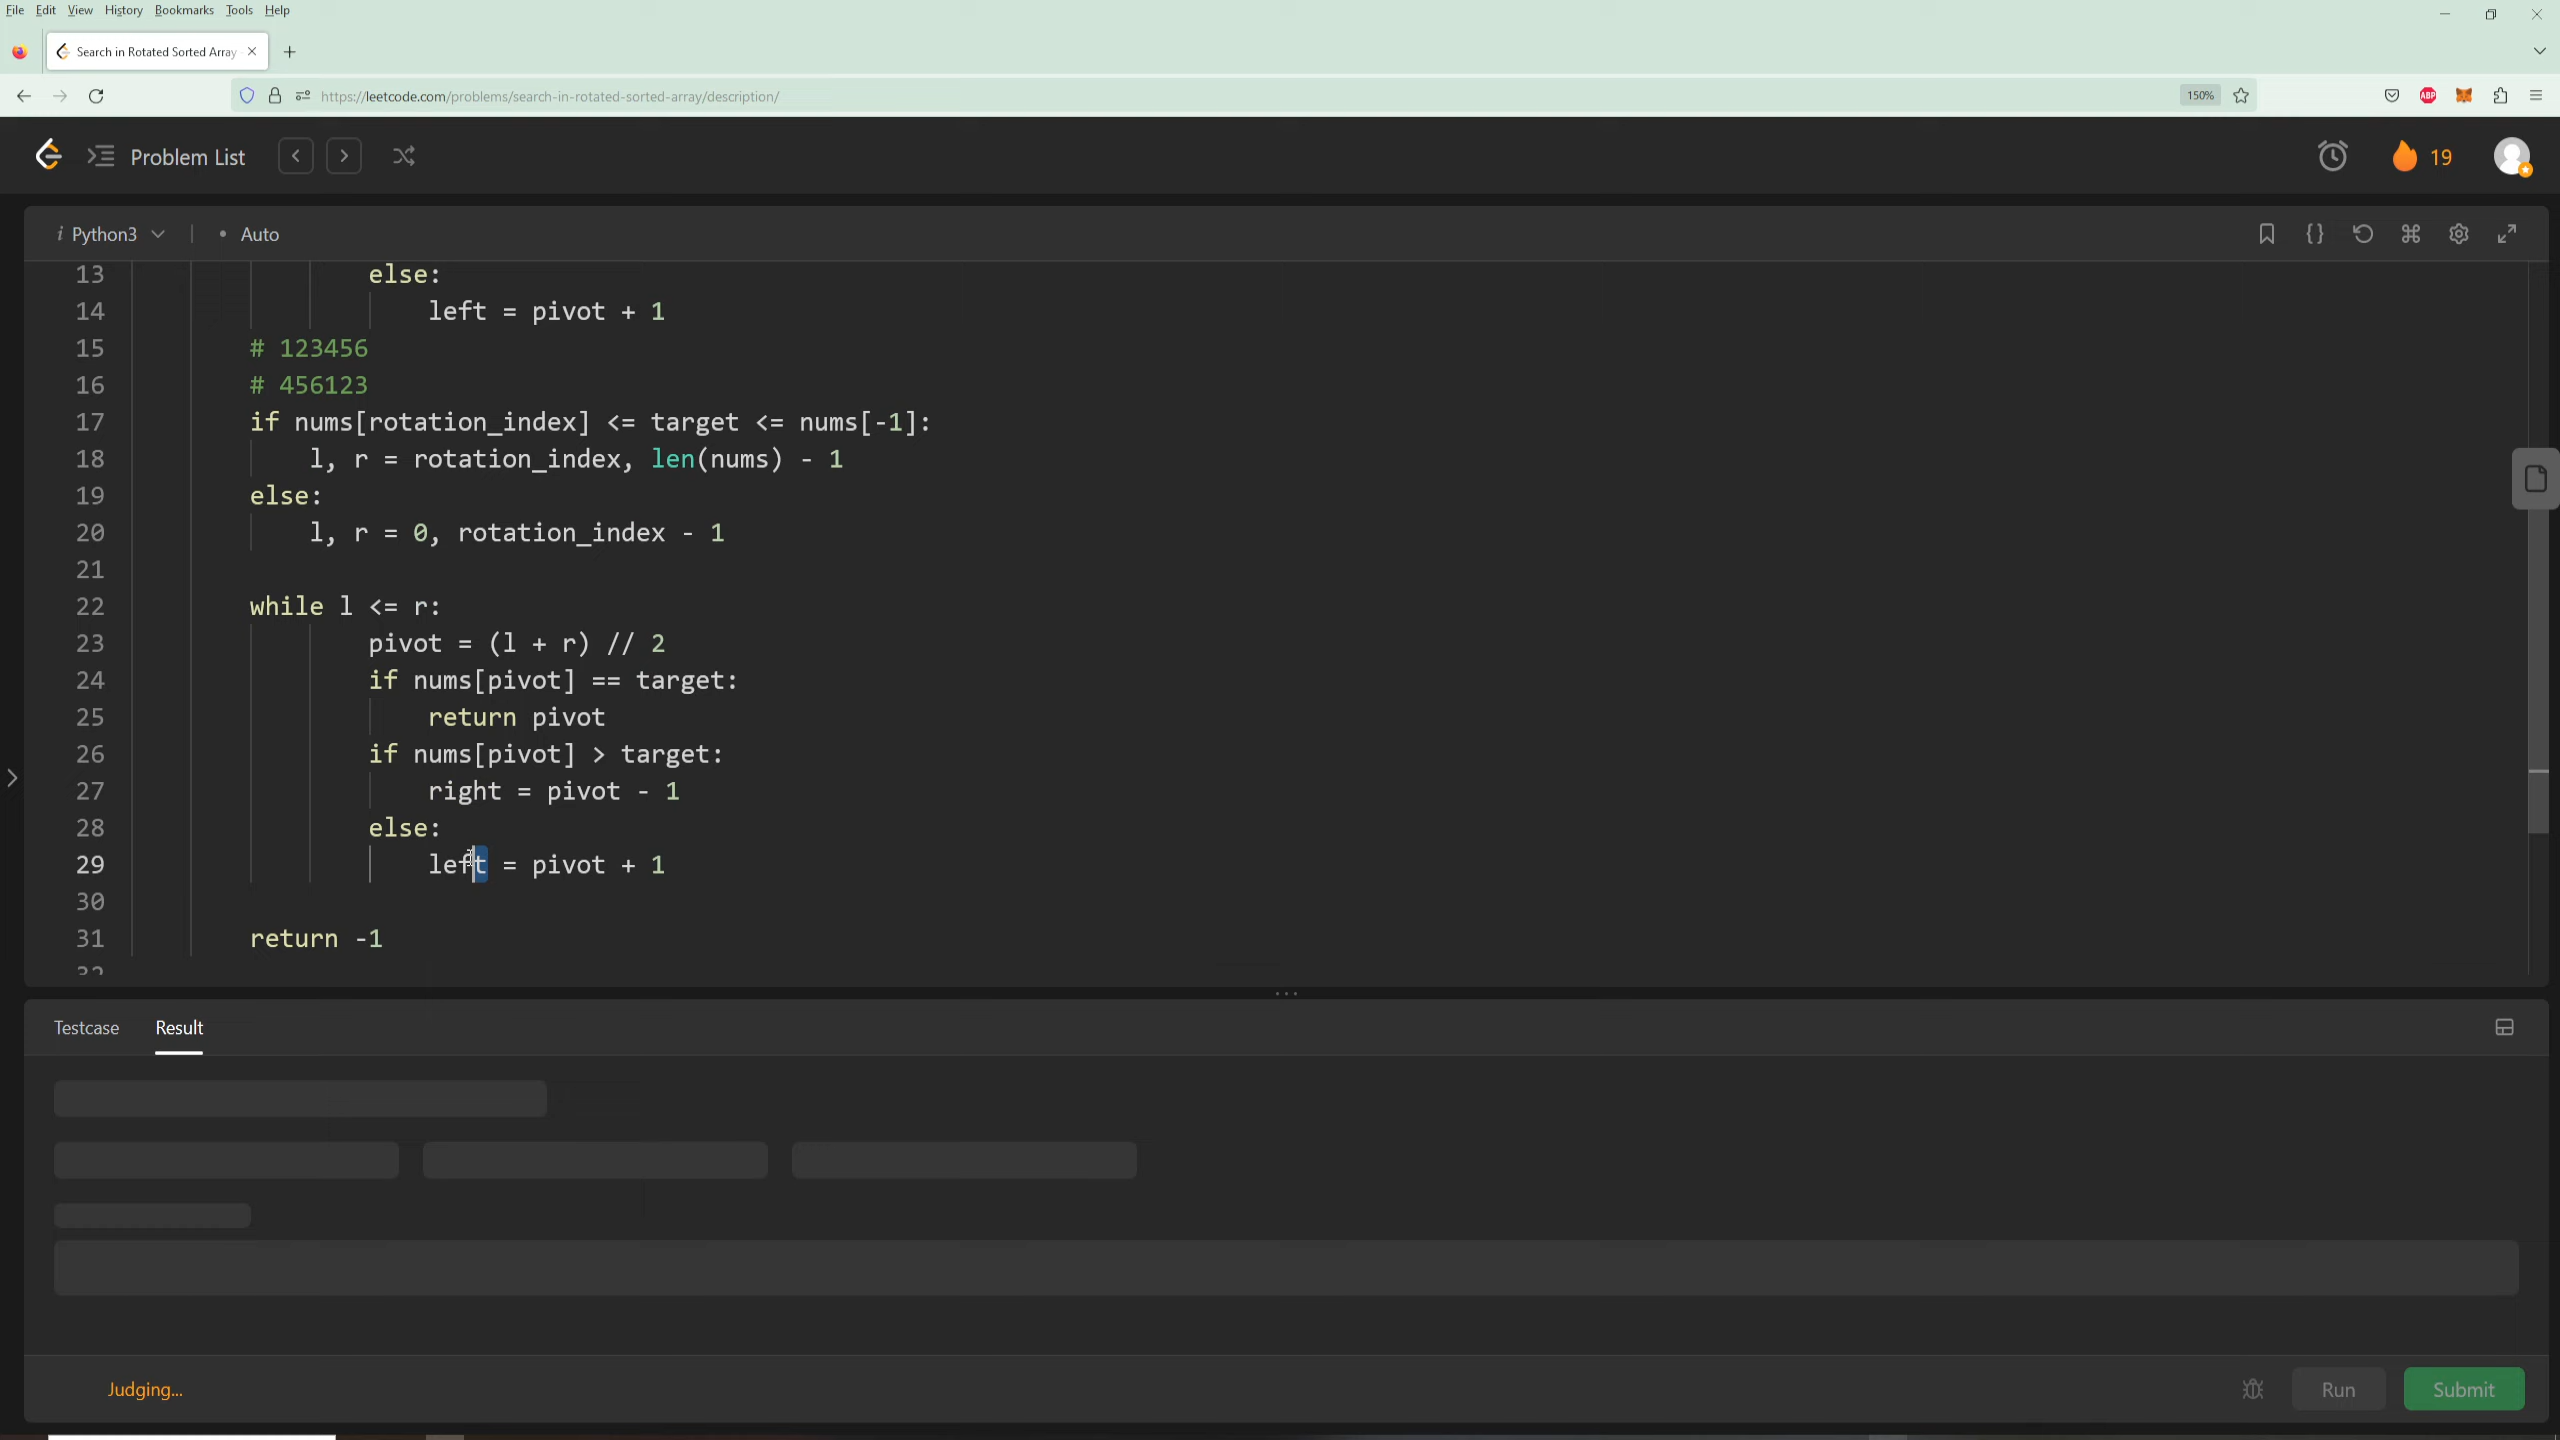 File Edit View History Bookmarks Tools Help
Search in Rotated Sorted Array
https://leetcode.com/problems/search-in-rotated-sorted-array/description/ 150% ABP
Problem List 19
i Python3 | • Auto
13 else:
14 left = pivot + 1
15 # 123456
16 # 456123
17 if nums[rotation_index] <= target <= nums[-1]:
18 l, r = rotation_index, len(nums) - 1
19 else:
20 l, r = 0, rotation_index - 1
21
22 while l <= r:
23 pivot = (l + r) // 2
24 if nums[pivot] == target:
25 return pivot
26 if nums[pivot] > target:
27 right = pivot - 1
28 else:
29 left = pivot + 1
30
31 return -1
32
Testcase Result
Judging... Run Submit